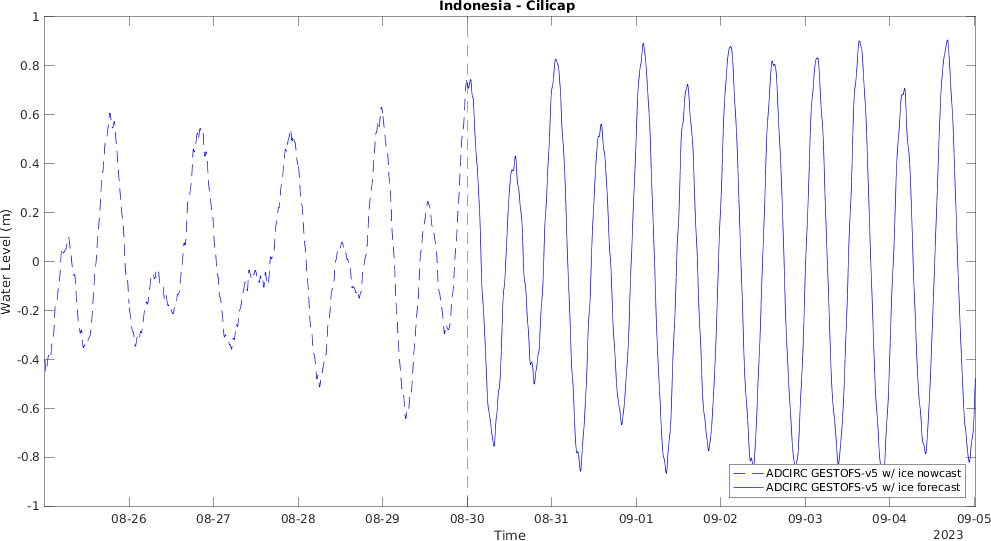 Indonesia - Cilicap
1
0.8
0.6
0.4
0.2
0
-0.2
-0.4
-0.6
-0.8
-1
Water Level (m)
ADCIRC GESTOFS-v5 w/ ice nowcast
ADCIRC GESTOFS-v5 w/ ice forecast
08-26 08-27 08-28 08-29 08-30 08-31 09-01 09-02 09-03 09-04 09-05
Time
2023